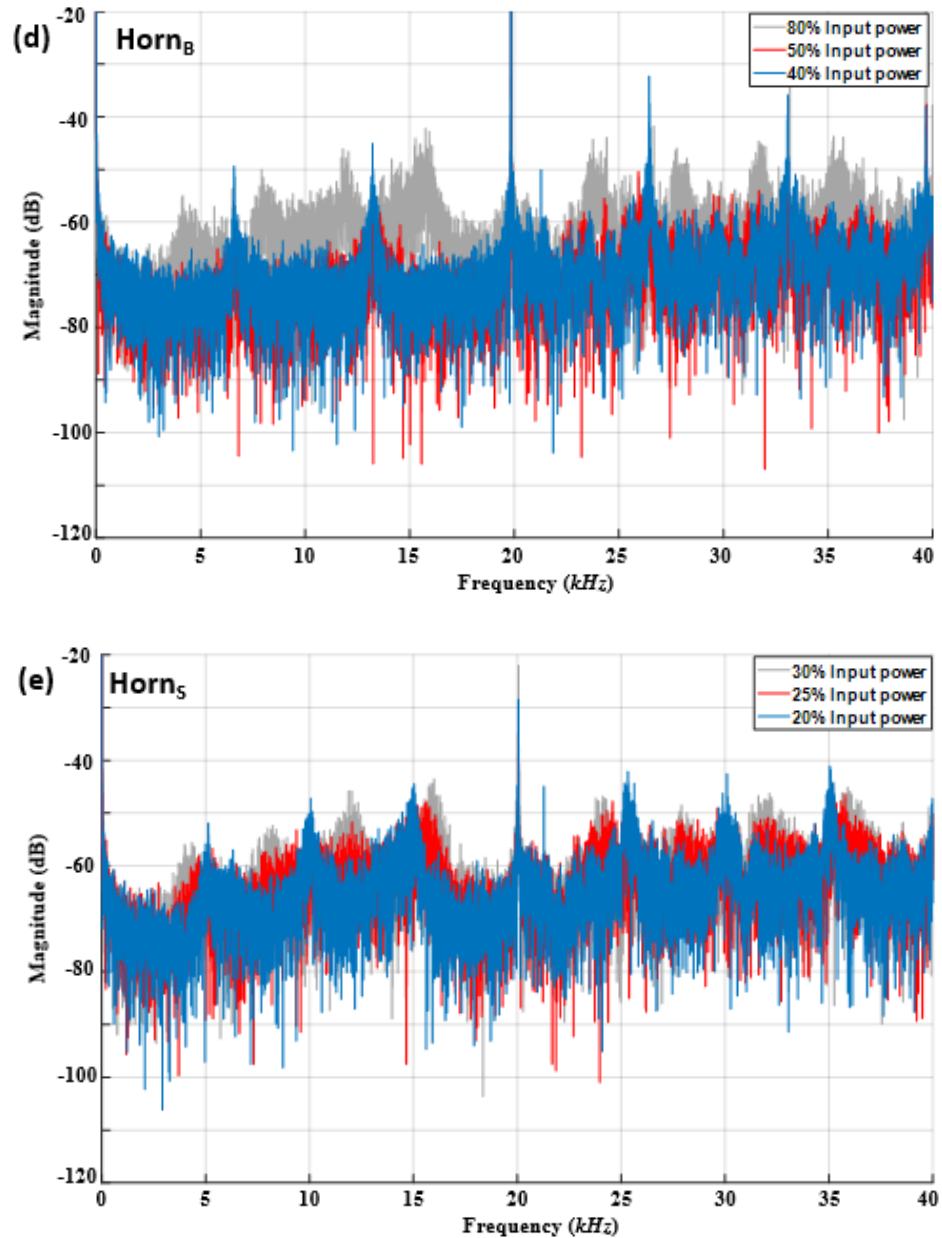 (d)
Horn_B
80% Input power
50% Input power
40% Input power
Magnitude (dB)
-20
-40
-60
-80
-100
-120
0 5 10 15 20 25 30 35 40
Frequency (kHz)
(e)
Horn_S
30% Input power
25% Input power
20% Input power
Magnitude (dB)
-20
-40
-60
-80
-100
-120
0 5 10 15 20 25 30 35 40
Frequency (kHz)